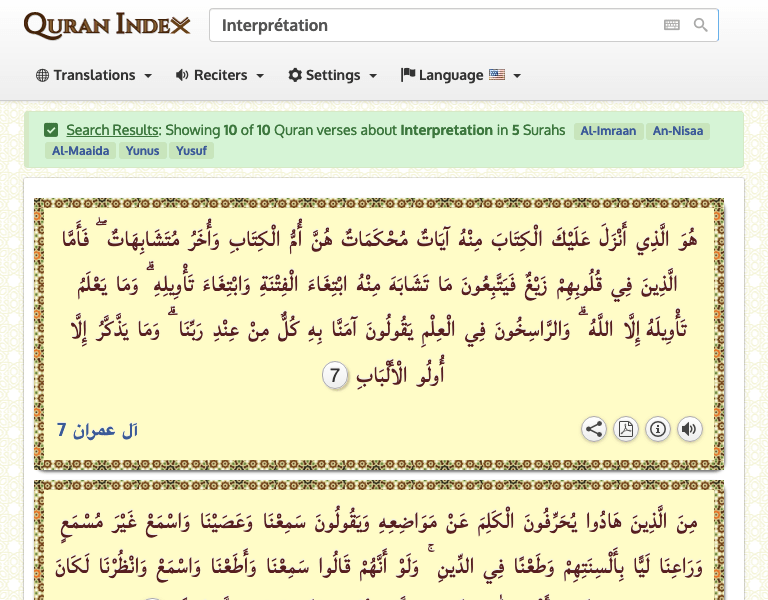 QURAN INDEX
Interprétation
Translations
Reciters
Settings
Language
Search Results: Showing 10 of 10 Quran verses about Interpretation in 5 Surahs Al-Imraan An-Nisaa
Al-Maaida Yunus Yusuf
هُوَ الَّذِي أَنْزَلَ عَلَيْكَ الْكِتَابَ مِنْهُ آيَاتٌ مُحْكَمَاتٌ هُنَّ أُمُّ الْكِتَابِ وَأُخَرُ مُتَشَابِهَاتٌ ۖ فَأَمَّا
الَّذِينَ فِي قُلُوبِهِمْ زَيْغٌ فَيَتَّبِعُونَ مَا تَشَابَهَ مِنْهُ ابْتِغَاءَ الْفِتْنَةِ وَابْتِغَاءَ تَأْوِيلِهِ ۗ وَمَا يَعْلَمُ
تَأْوِيلَهُ إِلَّا اللَّهُ ۗ وَالرَّاسِخُونَ فِي الْعِلْمِ يَقُولُونَ آمَنَّا بِهِ كُلٌّ مِنْ عِنْدِ رَبِّنَا ۗ وَمَا يَذَّكَّرُ إِلَّا
أُولُو الْأَلْبَابِ 7
آل عمران 7
مِنَ الَّذِينَ هَادُوا يُحَرِّفُونَ الْكَلِمَ عَنْ مَوَاضِعِهِ وَيَقُولُونَ سَمِعْنَا وَعَصَيْنَا وَاسْمَعْ غَيْرَ مُسْمَعٍ
وَرَاعِنَا لَيًّا بِأَلْسِنَتِهِمْ وَطَعْنًا فِي الدِّينِ ۚ وَلَوْ أَنَّهُمْ قَالُوا سَمِعْنَا وَأَطَعْنَا وَاسْمَعْ وَانْظُرْنَا لَكَانَ